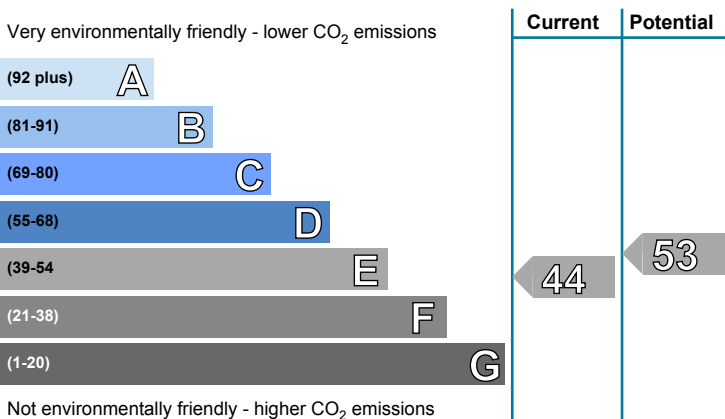 Current Potential
Very environmentally friendly - lower CO₂ emissions
(92 plus) A
(81-91) B
(69-80) C
(55-68) D
(39-54 E
44 53
(21-38) F
(1-20) G
Not environmentally friendly - higher CO₂ emissions